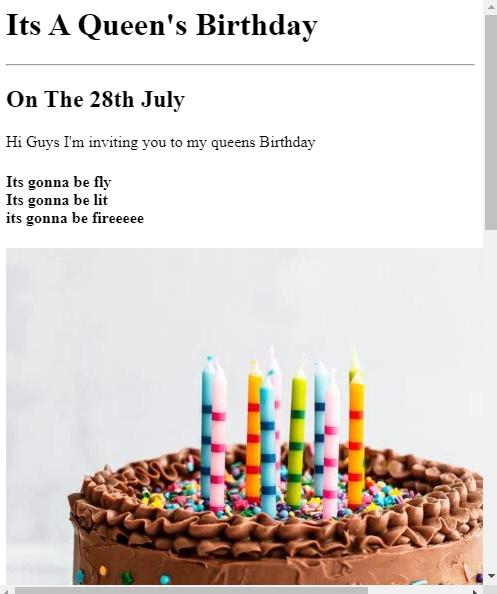 Its A Queen's Birthday
On The 28th July
Hi Guys I'm inviting you to my queens Birthday
Its gonna be fly
Its gonna be lit
its gonna be fireeeee